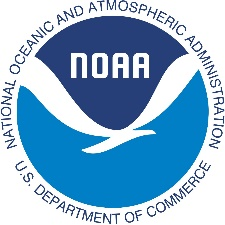 NATIONAL OCEANIC AND ATMOSPHERIC ADMINISTRATION
NOAA
U.S. DEPARTMENT OF COMMERCE